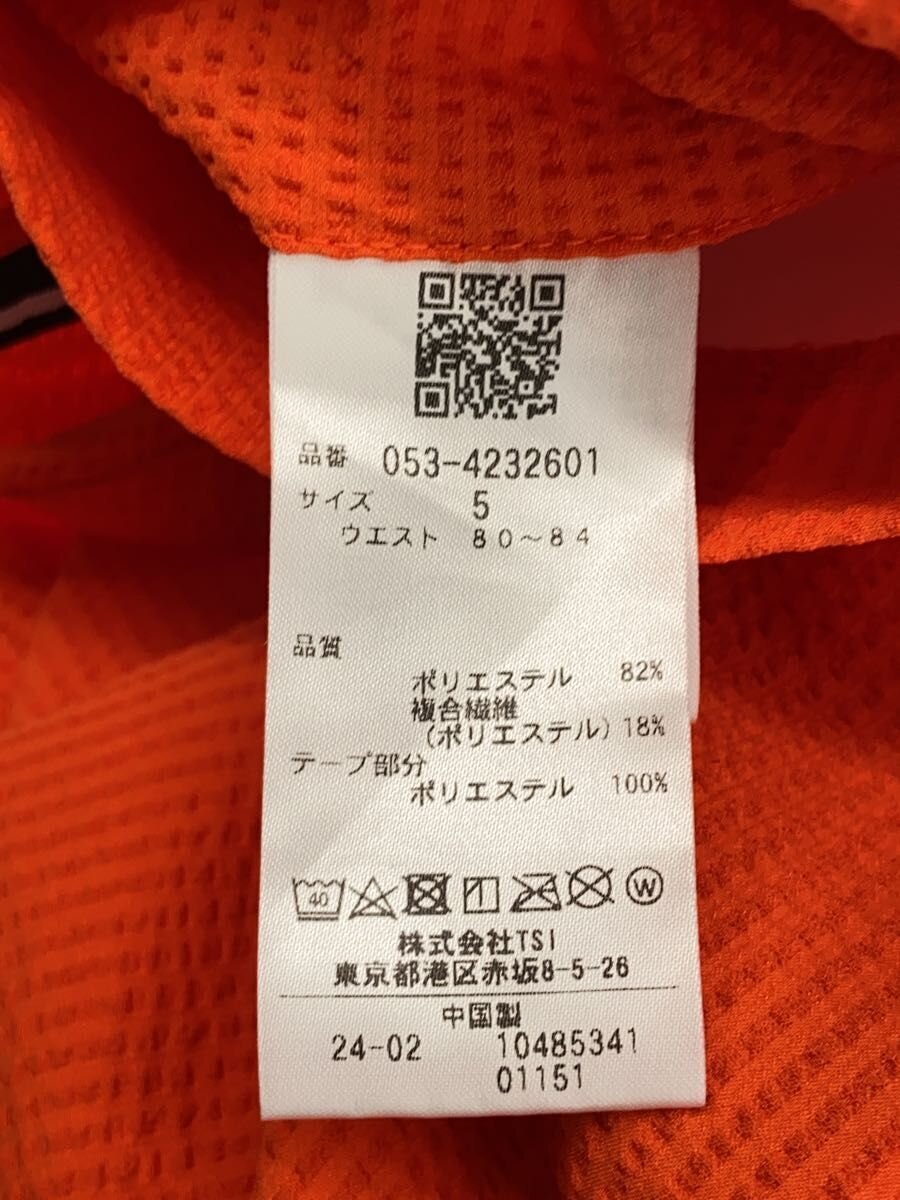 品番 053-4232601
サイズ 5
ウエスト 80~84
品質
ポリエステル 82%
複合繊維
(ポリエステル) 18%
テープ部分
ポリエステル 100%
40
W
株式会社TSI
東京都港区赤坂8-5-26
中国製
24-02 10485341
01151